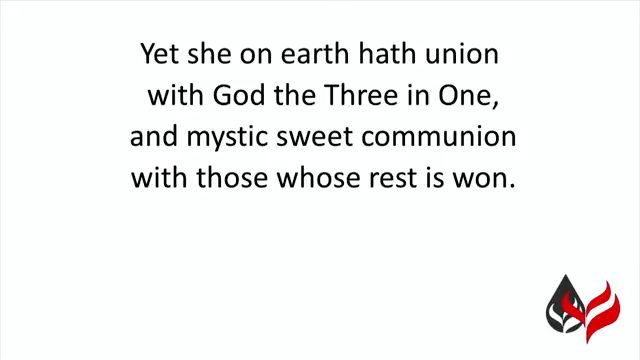 Yet she on earth hath union
with God the Three in One,
and mystic sweet communion
with those whose rest is won.